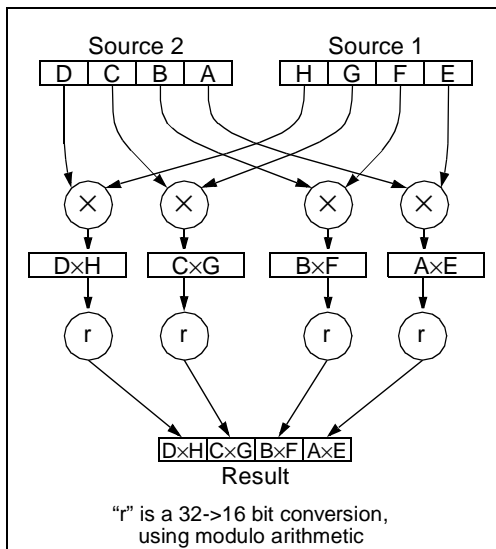 Source 2 Source 1
D C B A H G F E
× × × ×
D×H C×G B×F A×E
r r r r
D×H C×G B×F A×E
Result
“r” is a 32->16 bit conversion,
using modulo arithmetic